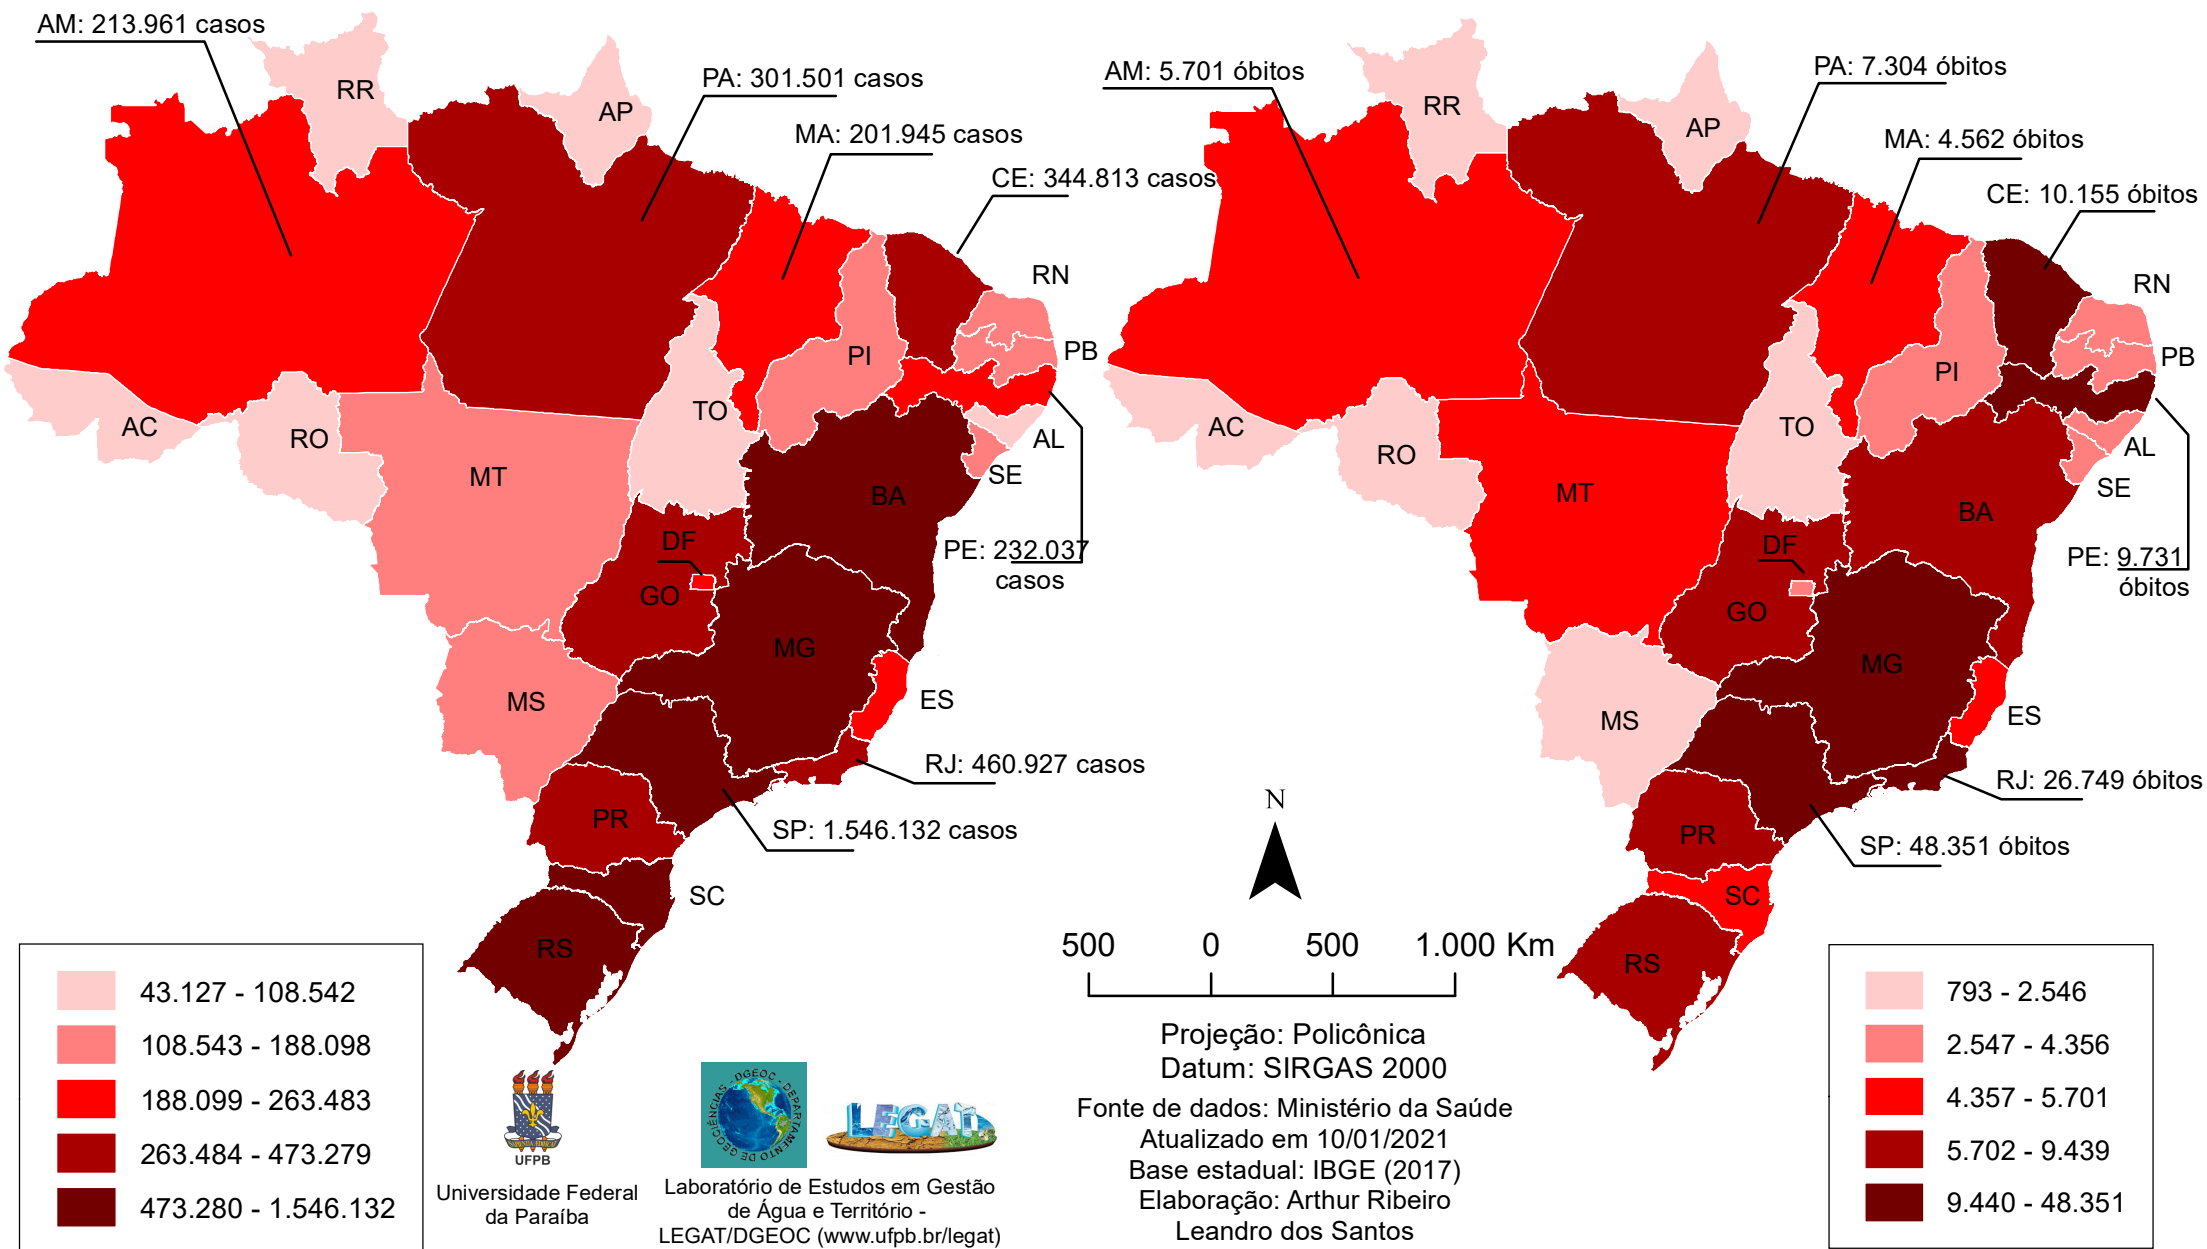 AM: 213.961 casos
RR
AP
PA: 301.501 casos
MA: 201.945 casos
CE: 344.813 casos
RN
PB
PI
TO
AC
RO
MT
AL
SE
BA
PE: 232.037
casos
DF
GO
MG
MS
ES
RJ: 460.927 casos
SP: 1.546.132 casos
PR
SC
RS
43.127 - 108.542
108.543 - 188.098
188.099 - 263.483
263.484 - 473.279
473.280 - 1.546.132
AM: 5.701 óbitos
RR
AP
PA: 7.304 óbitos
MA: 4.562 óbitos
CE: 10.155 óbitos
RN
PB
PI
TO
AC
RO
MT
AL
SE
BA
PE: 9.731
óbitos
DF
GO
MG
MS
ES
RJ: 26.749 óbitos
SP: 48.351 óbitos
PR
SC
RS
793 - 2.546
2.547 - 4.356
4.357 - 5.701
5.702 - 9.439
9.440 - 48.351
N
500 0 500 1.000 Km
Projeção: Policônica
Datum: SIRGAS 2000
Fonte de dados: Ministério da Saúde
Atualizado em 10/01/2021
Base estadual: IBGE (2017)
Elaboração: Arthur Ribeiro
Leandro dos Santos
UFPB
Universidade Federal
da Paraíba
DGEOC - DEPARTAMENTO DE GEOCIÊNCIAS
LEGAT
Laboratório de Estudos em Gestão
de Água e Território -
LEGAT/DGEOC (www.ufpb.br/legat)